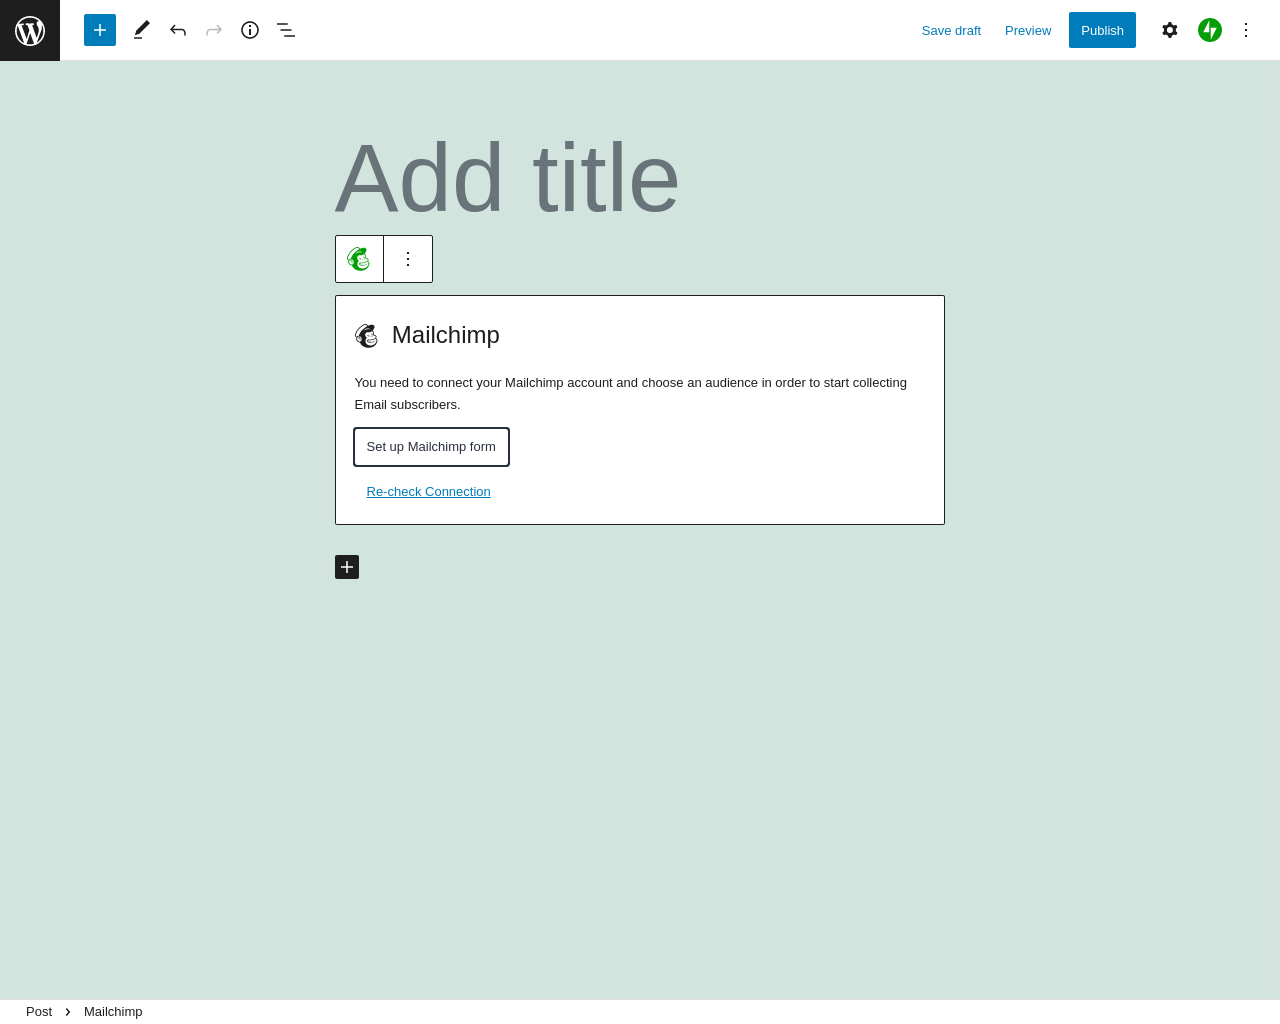 Save draft
Preview
Publish
Add title
Mailchimp
You need to connect your Mailchimp account and choose an audience in order to start collecting
Email subscribers.
Set up Mailchimp form
Re-check Connection
Post
Mailchimp